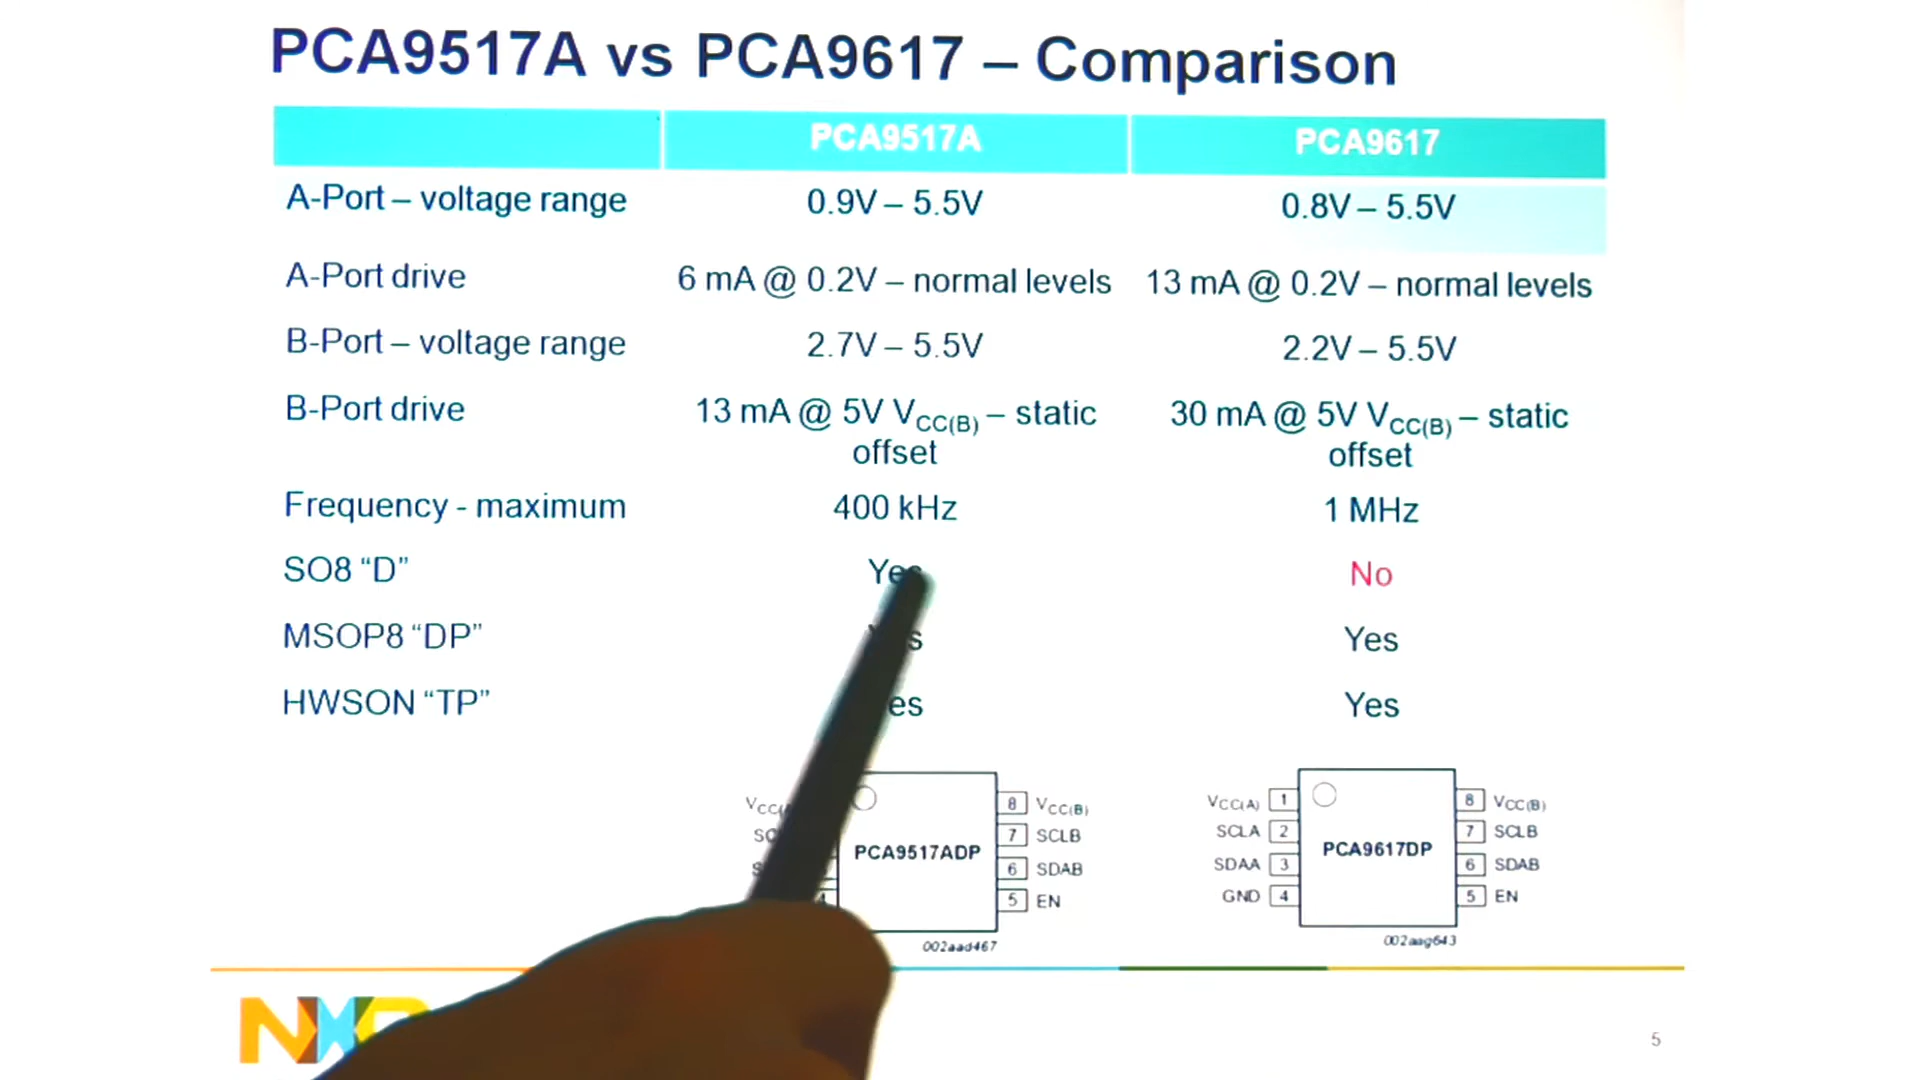 PCA9517A vs PCA9617 – Comparison
PCA9517A PCA9617
A-Port – voltage range 0.9V – 5.5V 0.8V – 5.5V
A-Port drive 6 mA @ 0.2V – normal levels 13 mA @ 0.2V – normal levels
B-Port – voltage range 2.7V – 5.5V 2.2V – 5.5V
B-Port drive 13 mA @ 5V VCC(B) – static offset 30 mA @ 5V VCC(B) – static offset
Frequency - maximum 400 kHz 1 MHz
SO8 “D” Yes No
MSOP8 “DP” Yes
HWSON “TP” Yes
8 VCC(B)
7 SCLB
PCA9517ADP
6 SDAB
5 EN
002aad467
VCC(A) 1 8 VCC(B)
SCLA 2 7 SCLB
PCA9617DP
SDAA 3 6 SDAB
GND 4 5 EN
002aag643
NXP
5